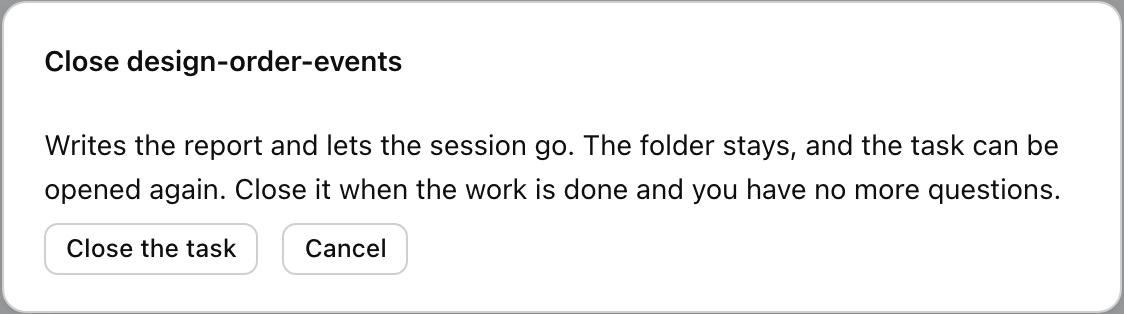 Close design-order-events
Writes the report and lets the session go. The folder stays, and the task can be
opened again. Close it when the work is done and you have no more questions.
Close the task
Cancel